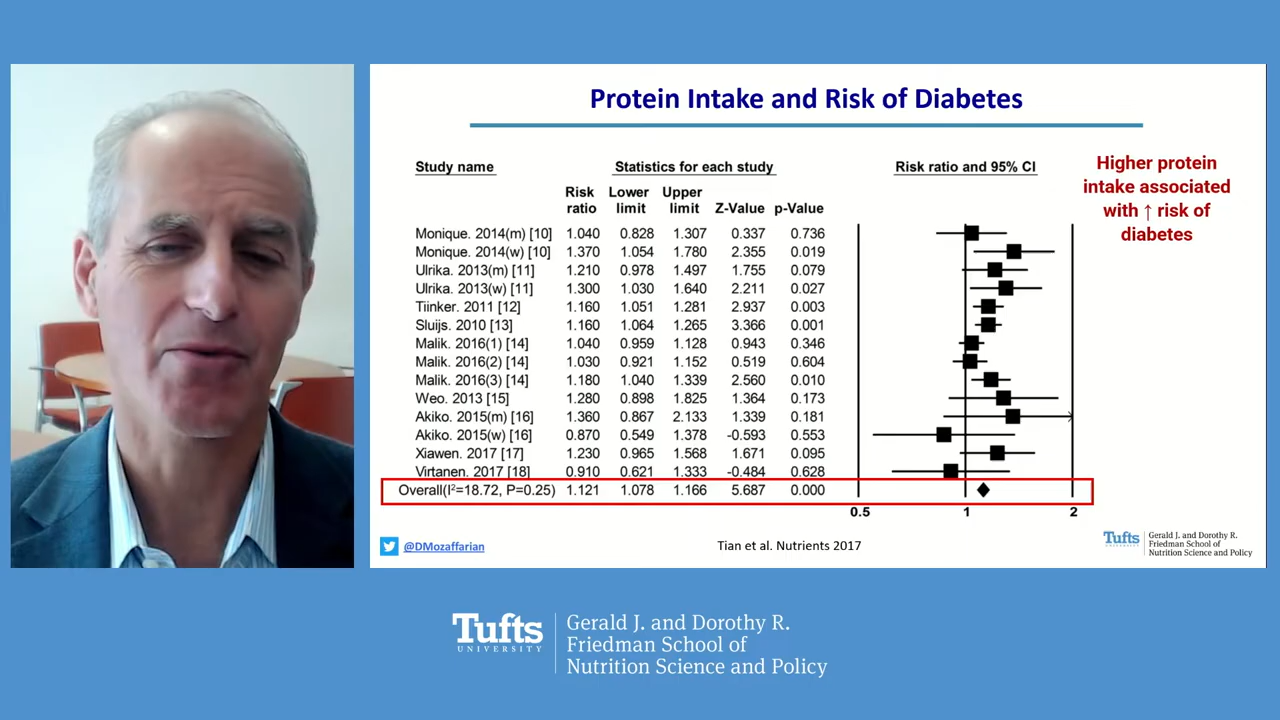 Protein Intake and Risk of Diabetes
Study name Statistics for each study Risk ratio and 95% CI
Risk ratio Lower limit Upper limit Z-Value p-Value
Monique. 2014(m) [10] 1.040 0.828 1.307 0.337 0.736
Monique. 2014(w) [10] 1.370 1.054 1.780 2.355 0.019
Ulrika. 2013(m) [11] 1.210 0.978 1.497 1.755 0.079
Ulrika. 2013(w) [11] 1.300 1.030 1.640 2.211 0.027
Tiinker. 2011 [12] 1.160 1.051 1.281 2.937 0.003
Sluijs. 2010 [13] 1.160 1.064 1.265 3.366 0.001
Malik. 2016(1) [14] 1.040 0.959 1.128 0.943 0.346
Malik. 2016(2) [14] 1.030 0.921 1.152 0.519 0.604
Malik. 2016(3) [14] 1.180 1.040 1.339 2.560 0.010
Weo. 2013 [15] 1.280 0.898 1.825 1.364 0.173
Akiko. 2015(m) [16] 1.360 0.867 2.133 1.339 0.181
Akiko. 2015(w) [16] 0.870 0.549 1.378 -0.593 0.553
Xiawen. 2017 [17] 1.230 0.965 1.568 1.671 0.095
Virtanen. 2017 [18] 0.910 0.621 1.333 -0.484 0.628
Overall(I²=18.72, P=0.25) 1.121 1.078 1.166 5.687 0.000
0.5 1 2
Higher protein
intake associated
with ↑ risk of
diabetes
@DMozaffarian
Tian et al. Nutrients 2017
Tufts
Gerald J. and Dorothy R.
Friedman School of
Nutrition Science and Policy
Tufts
UNIVERSITY
Gerald J. and Dorothy R.
Friedman School of
Nutrition Science and Policy